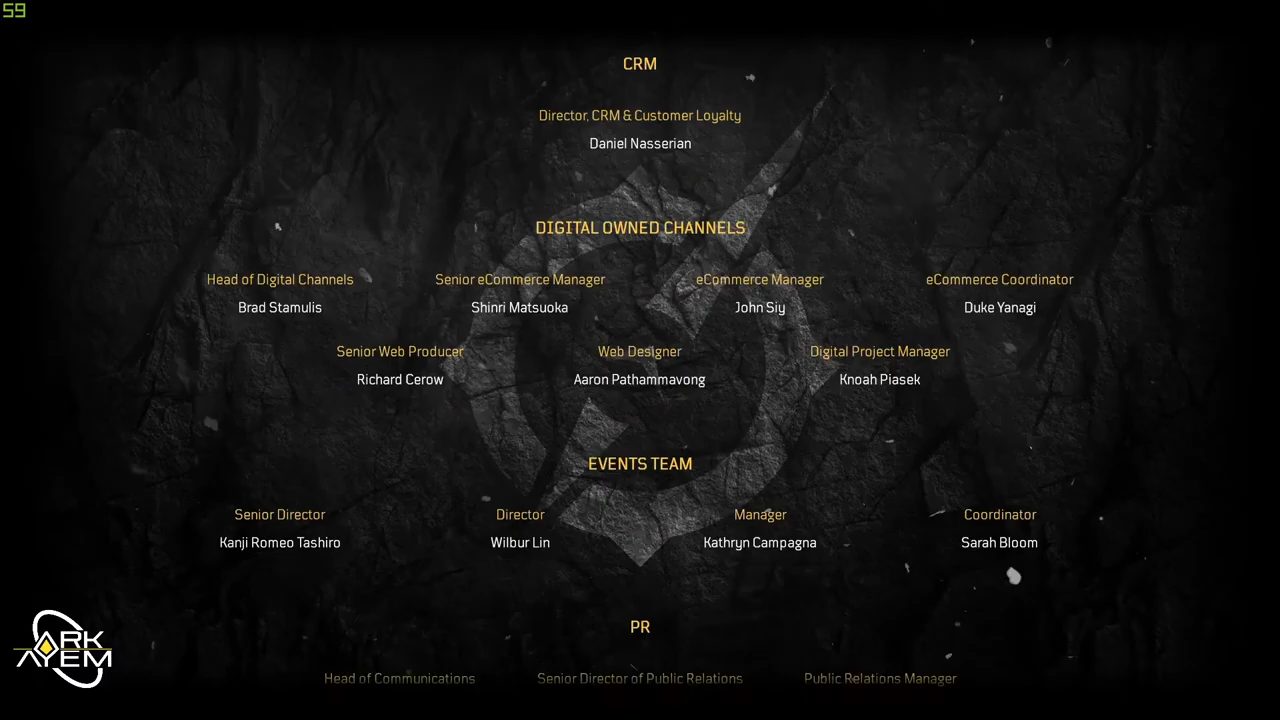 59
CRM
Director, CRM & Customer Loyalty
Daniel Nasserian
DIGITAL OWNED CHANNELS
Head of Digital Channels Senior eCommerce Manager eCommerce Manager eCommerce Coordinator
Brad Stamulis Shinri Matsuoka John Siy Duke Yanagi
Senior Web Producer Web Designer Digital Project Manager
Richard Cerow Aaron Pathammavong Knoah Piasek
EVENTS TEAM
Senior Director Director Manager Coordinator
Kanji Romeo Tashiro Wilbur Lin Kathryn Campagna Sarah Bloom
PR
ARK
AYEM
Head of Communications Senior Director of Public Relations Public Relations Manager